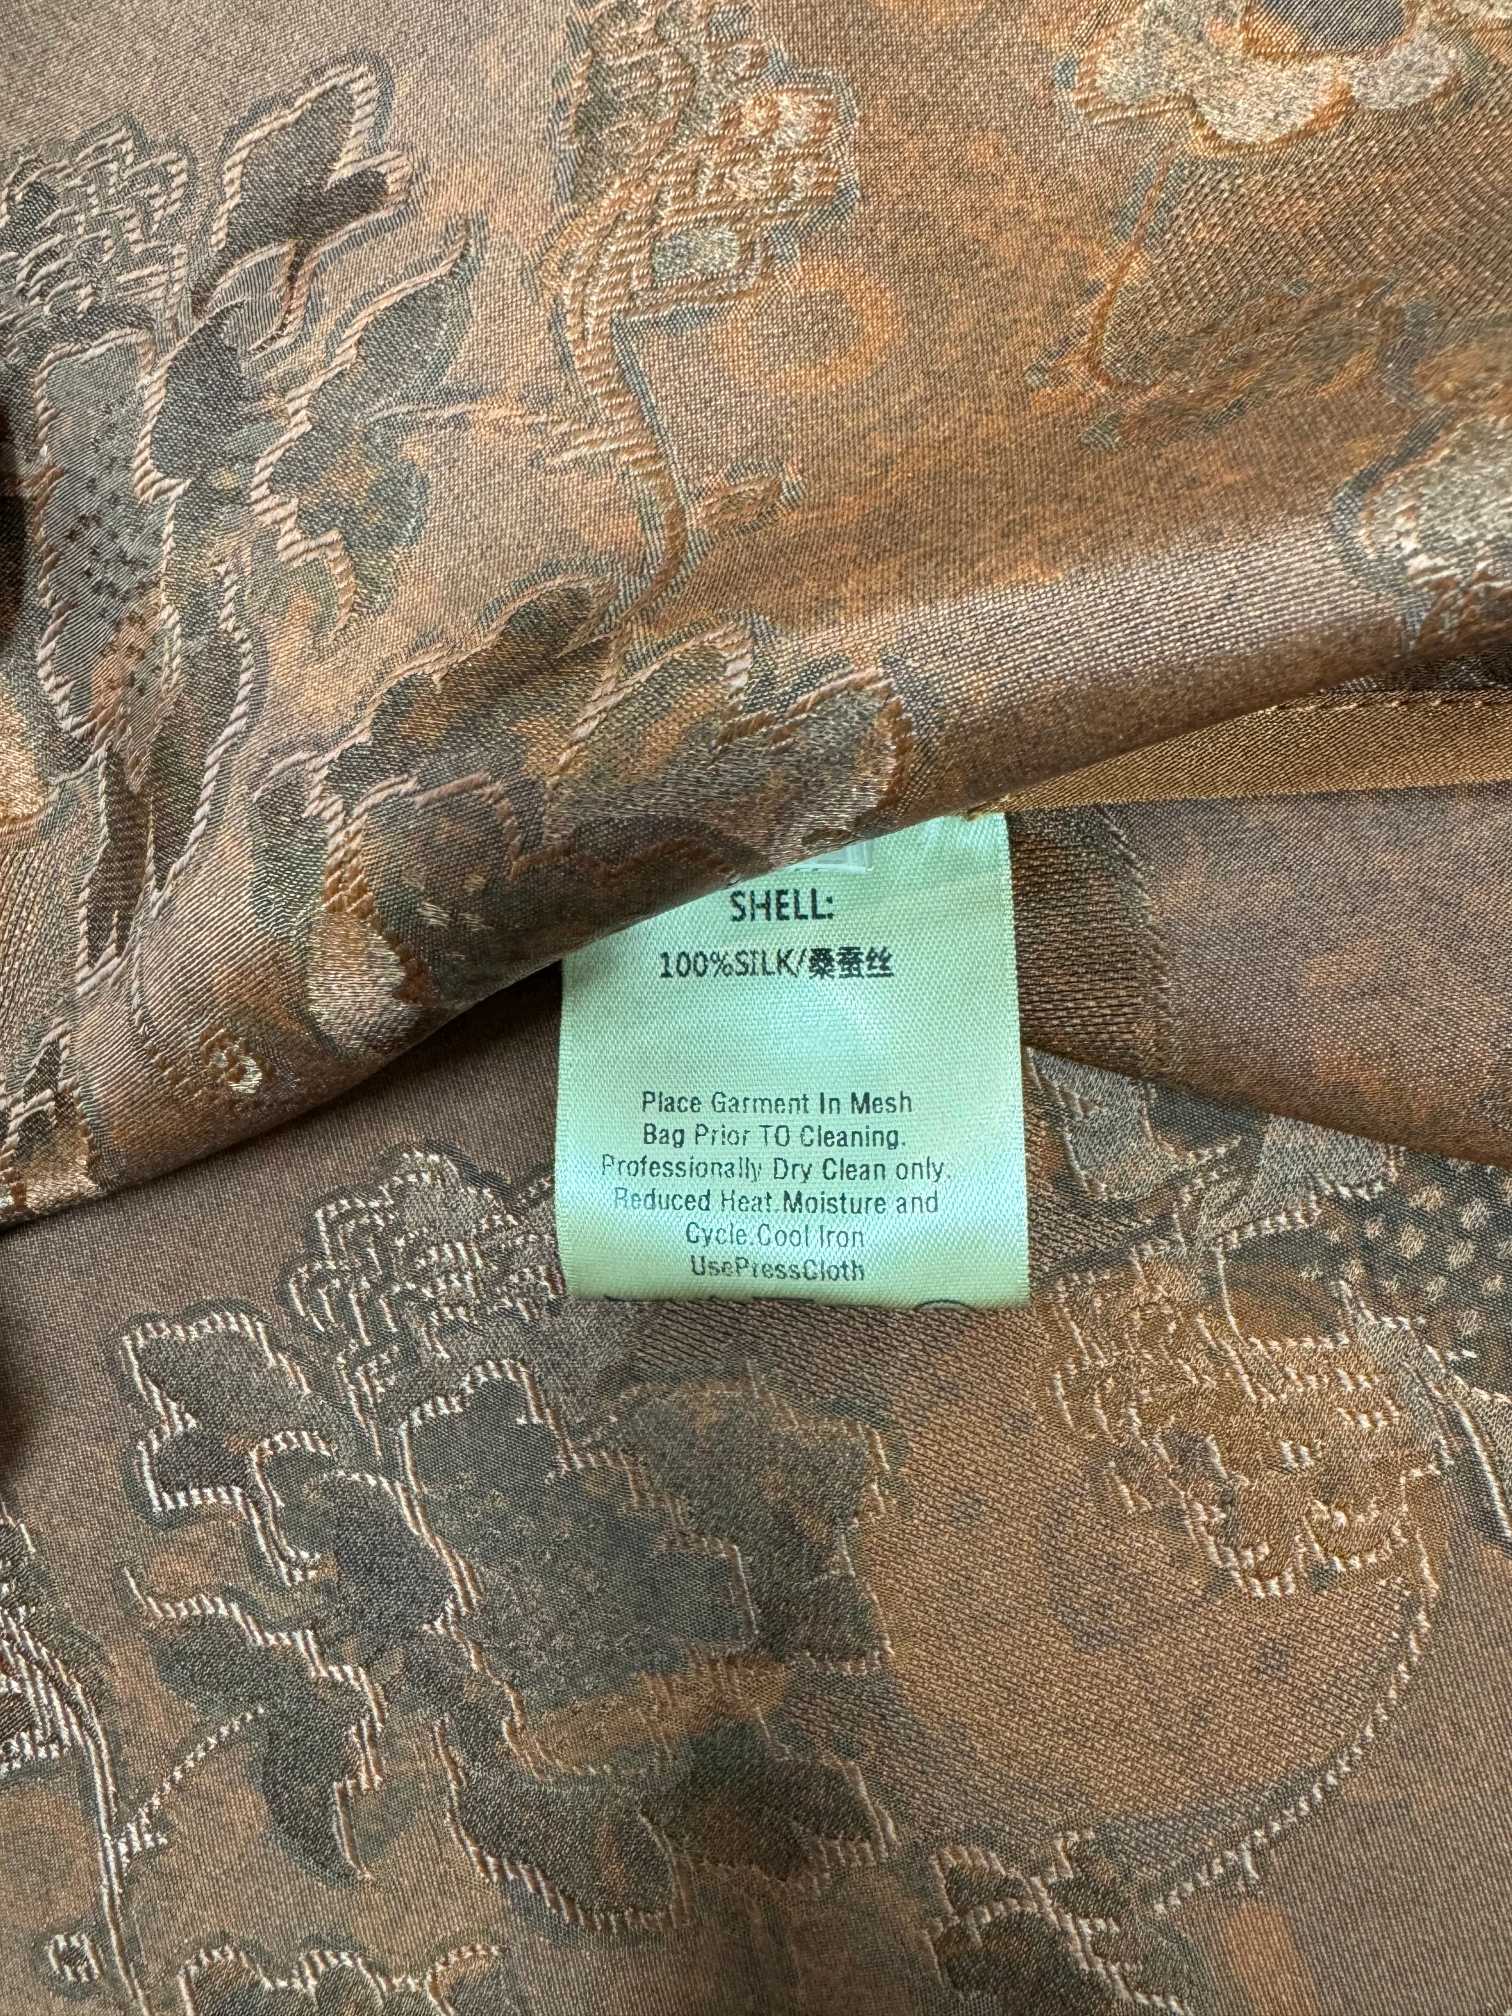 SHELL:
100%SILK/桑蚕丝
Place Garment In Mesh
Bag Prior TO Cleaning.
Professionally Dry Clean only.
Reduced Heat.Moisture and
Cycle.Cool Iron
UsePressCloth